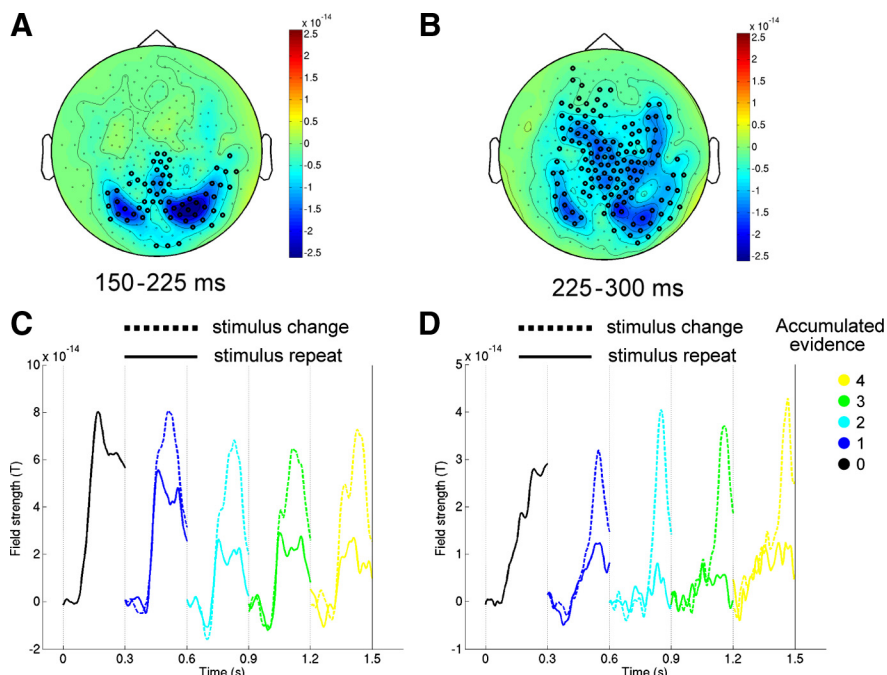 A
x 10-14
2.5
2
1.5
1
0.5
0
-0.5
-1
-1.5
-2
-2.5
150-225 ms
B
x 10-14
2.5
2
1.5
1
0.5
0
-0.5
-1
-1.5
-2
-2.5
225-300 ms
C
stimulus change
stimulus repeat
10 x 10-14
8
6
4
2
0
-2
Field strength (T)
0 0.3 0.6 0.9 1.2 1.5
Time (s)
D
stimulus change
stimulus repeat
5 x 10-14
4
3
2
1
0
-1
Field strength (T)
0 0.3 0.6 0.9 1.2 1.5
Time (s)
Accumulated
evidence
4
3
2
1
0